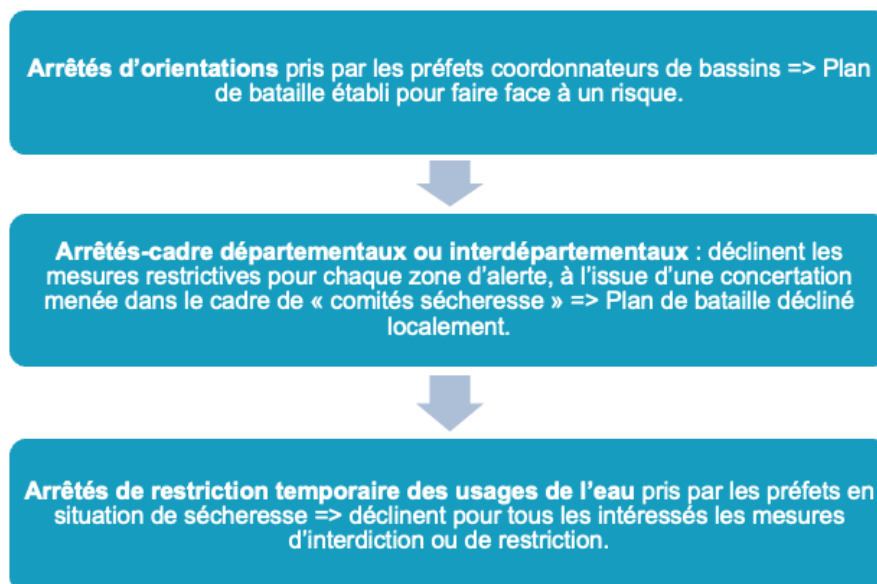 Arrêtés d'orientations pris par les préfets coordonnateurs de bassins => Plan
de bataille établi pour faire face à un risque.
Arrêtés-cadre départementaux ou interdépartementaux : déclinent les
mesures restrictives pour chaque zone d'alerte, à l'issue d'une concertation
menée dans le cadre de « comités sécheresse » => Plan de bataille décliné
localement.
Arrêtés de restriction temporaire des usages de l'eau pris par les préfets en
situation de sécheresse => déclinent pour tous les intéressés les mesures
d'interdiction ou de restriction.